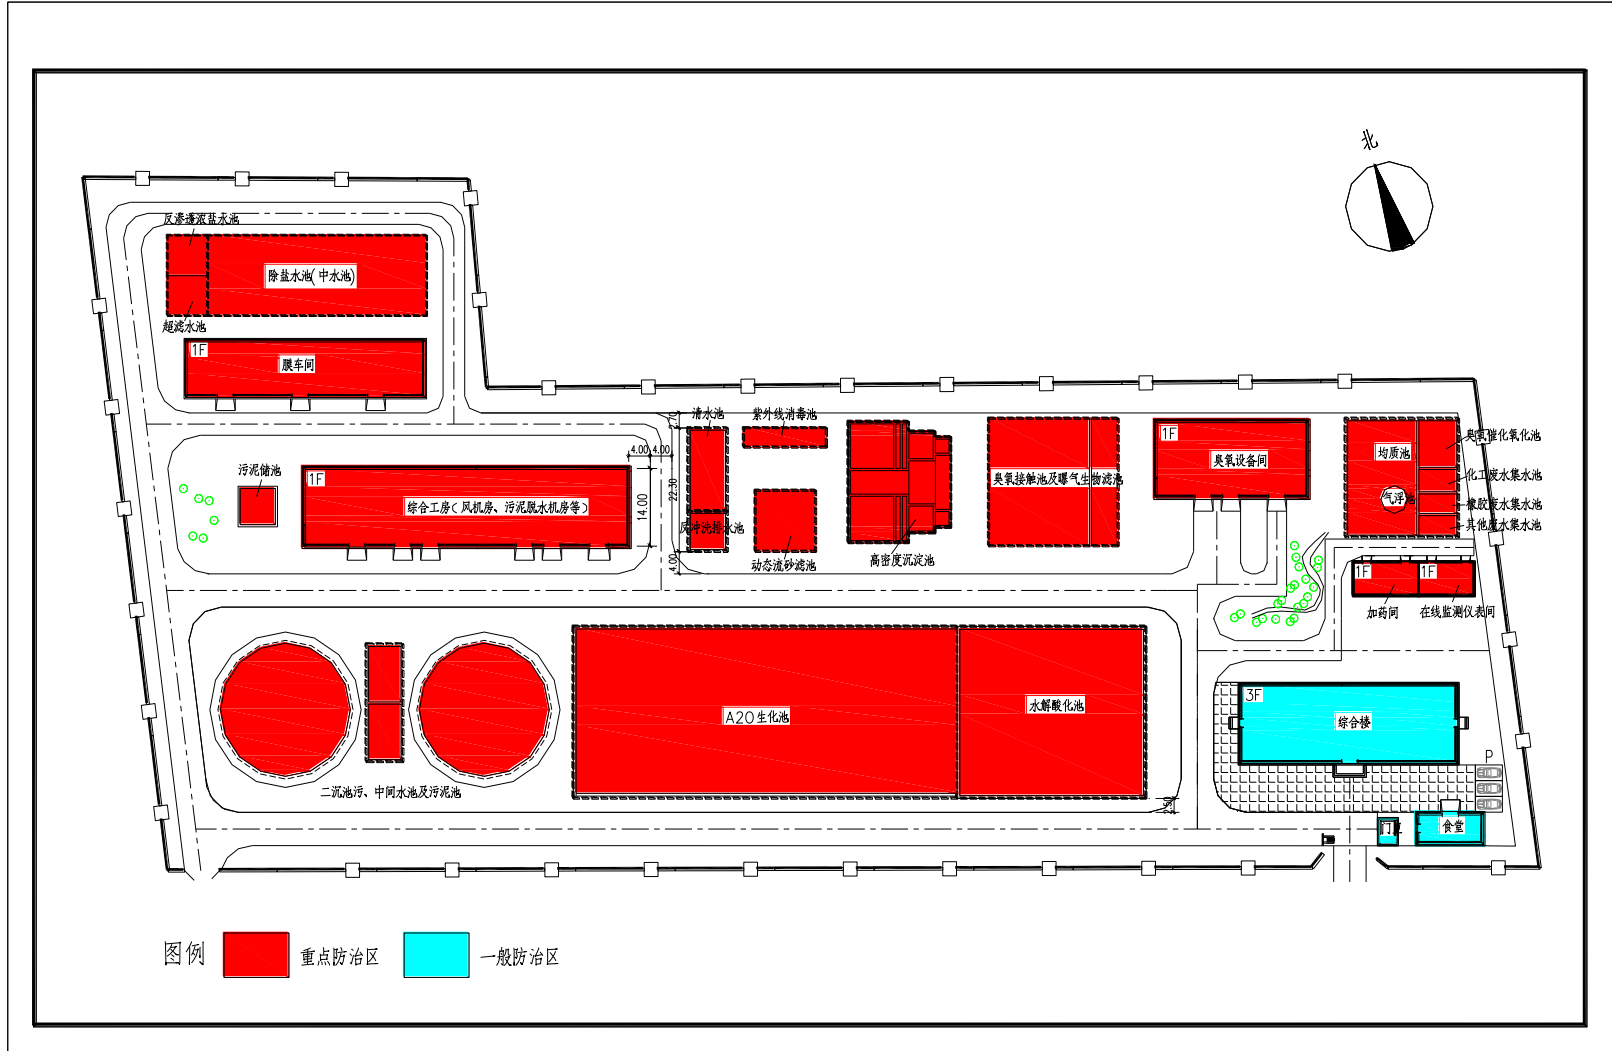 北
反渗透浓盐水池
除盐水池(中水池)
超滤水池
1F
膜车间
清水池
紫外线消毒池
7.70
4.00
4.00
22.30
14.00
4.00
污泥储池
1F
综合工房(风机房、污泥脱水机房等)
反冲洗排水池
动态流砂滤池
高密度沉淀池
臭氧接触池及曝气生物滤池
1F
臭氧设备间
均质池
气浮池
臭氧催化氧化池
化工废水集水池
橡胶废水集水池
其他废水集水池
1F
1F
加药间
在线监测仪表间
二沉池污、中间水池及污泥池
A2O生化池
水解酸化池
2.50
3F
综合楼
P
门卫
食堂
图例
重点防治区
一般防治区